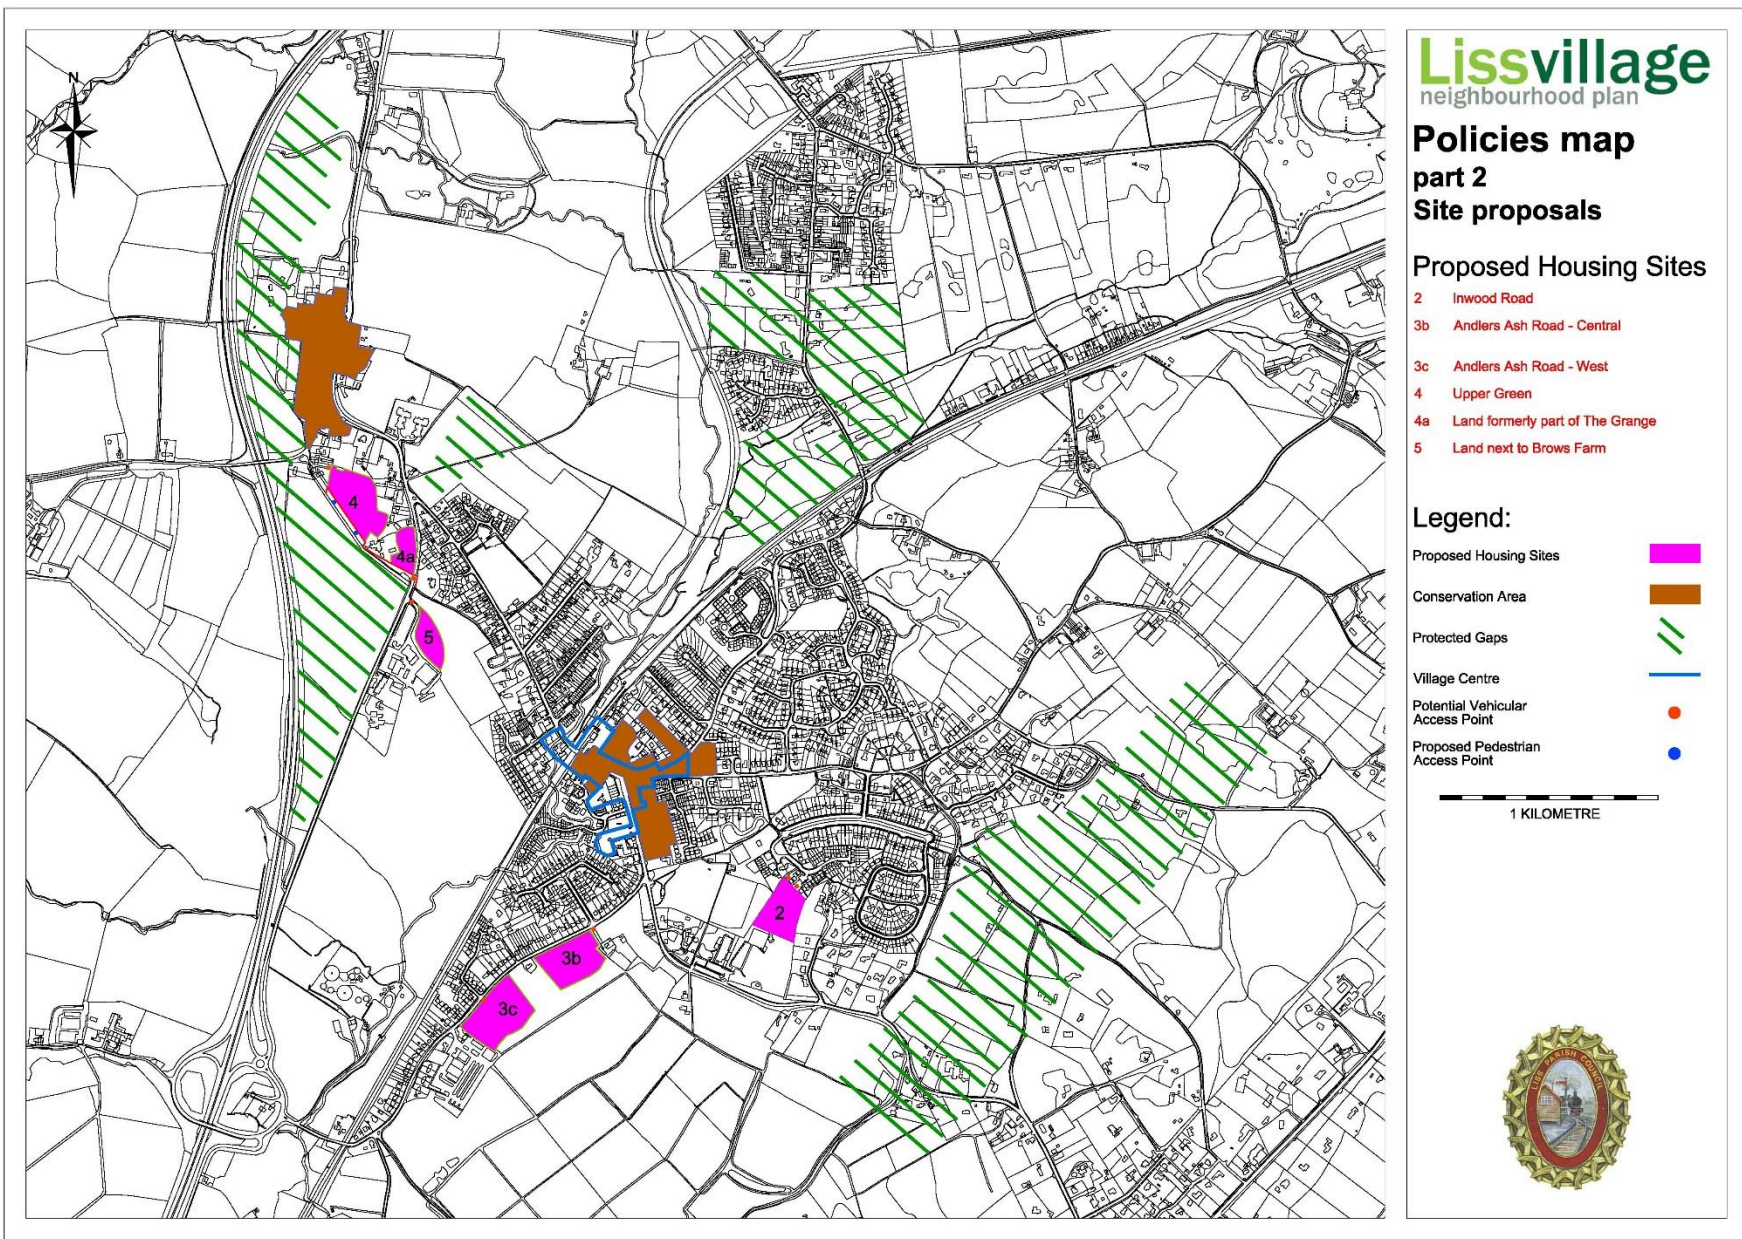 N
4
4a
5
2
3b
3c
Lissvillage
neighbourhood plan
Policies map
part 2
Site proposals
Proposed Housing Sites
2 Inwood Road
3b Andlers Ash Road - Central
3c Andlers Ash Road - West
4 Upper Green
4a Land formerly part of The Grange
5 Land next to Brows Farm
Legend:
Proposed Housing Sites
Conservation Area
Protected Gaps
Village Centre
Potential Vehicular
Access Point
Proposed Pedestrian
Access Point
1 KILOMETRE
LISS PARISH COUNCIL